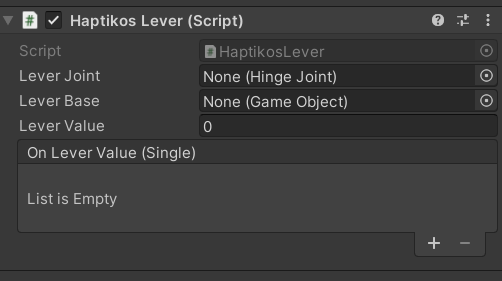 Haptikos Lever (Script)
Script HaptikosLever
Lever Joint None (Hinge Joint)
Lever Base None (Game Object)
Lever Value 0
On Lever Value (Single)
List is Empty